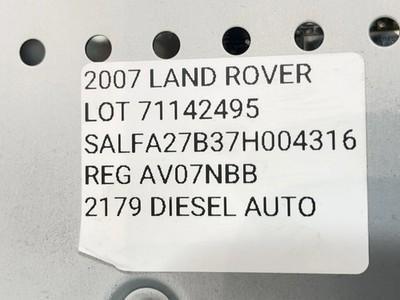 2007 LAND ROVER
LOT 71142495
SALFA27B37H004316
REG AV07NBB
2179 DIESEL AUTO